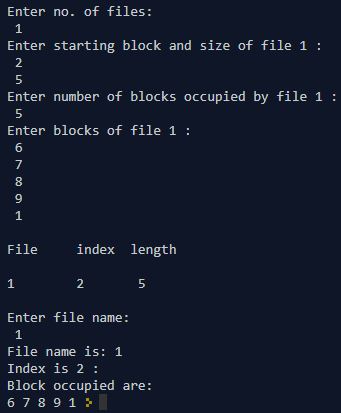 Enter no. of files:
1
Enter starting block and size of file 1 :
2
5
Enter number of blocks occupied by file 1 :
5
Enter blocks of file 1 :
6
7
8
9
1
File index length
1 2 5
Enter file name:
1
File name is: 1
Index is 2 :
Block occupied are:
6 7 8 9 1 >